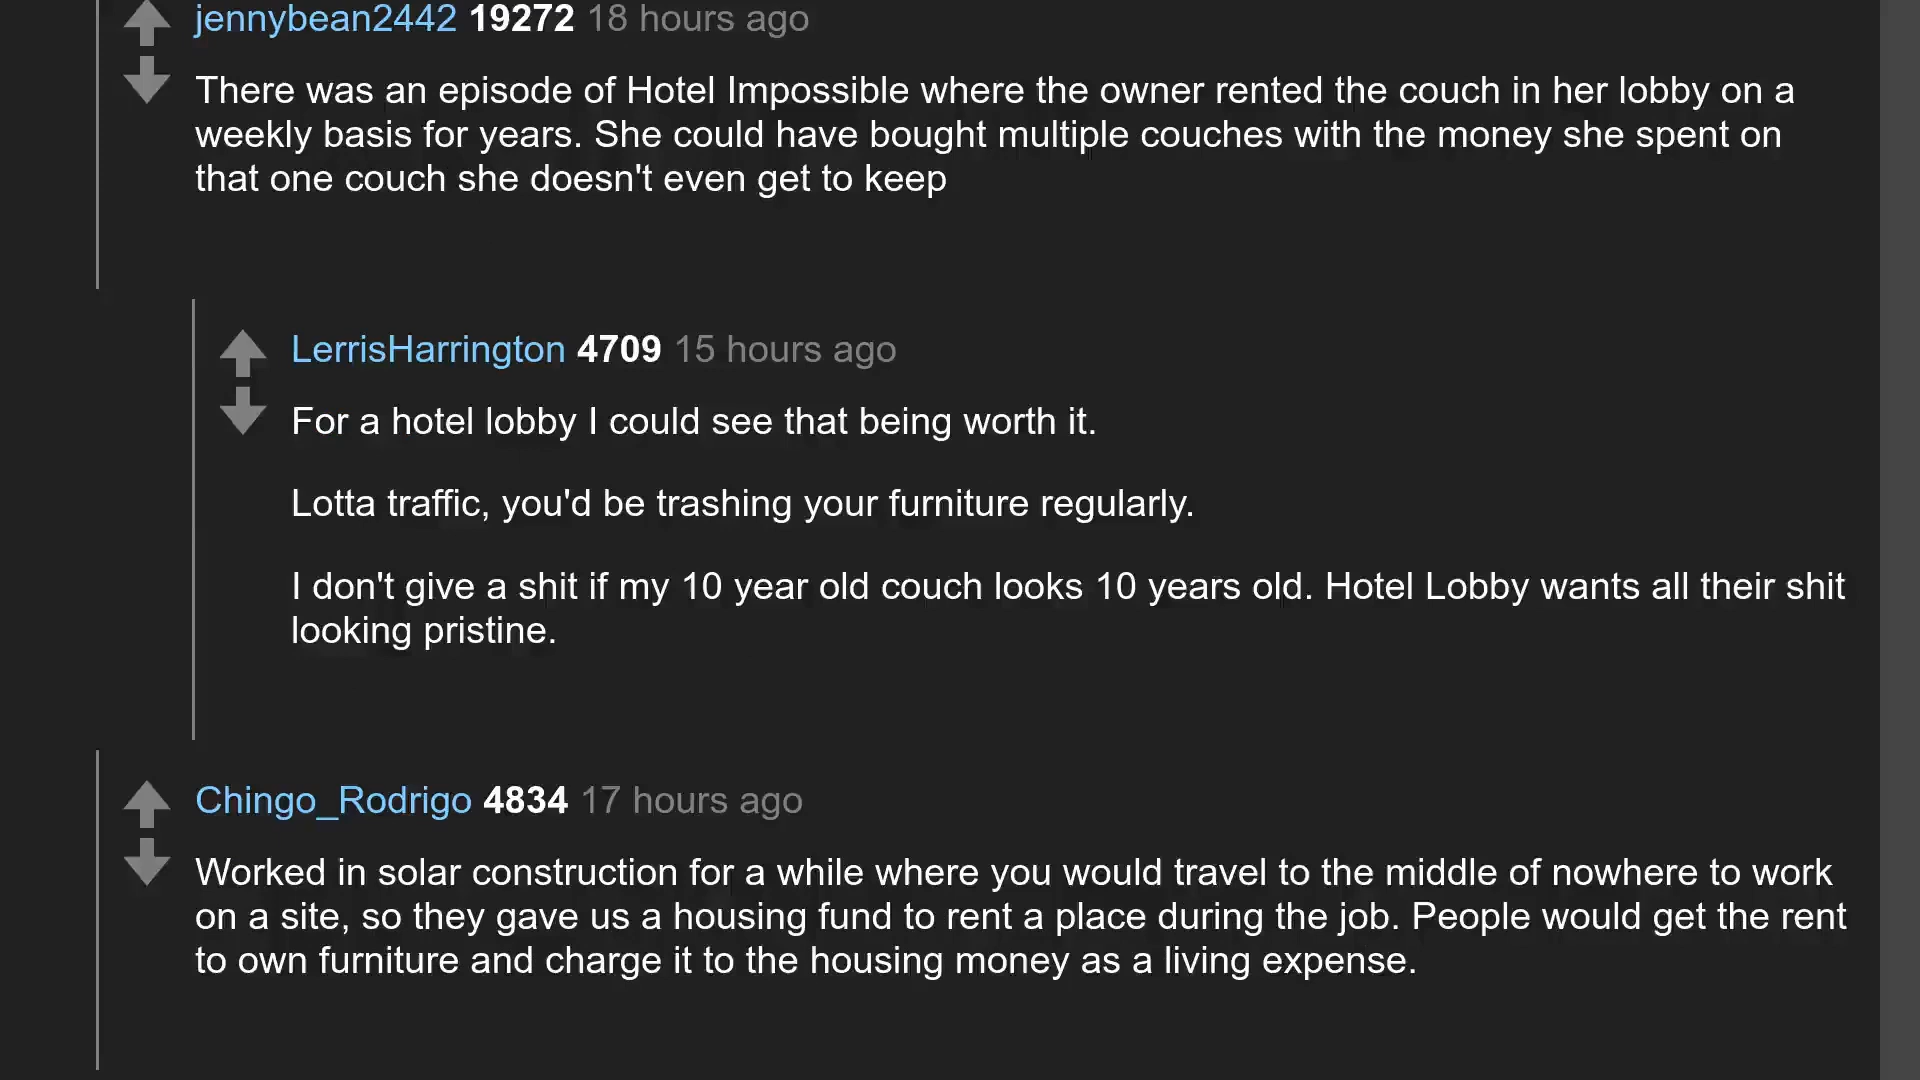 jennybean2442 19272 18 hours ago
There was an episode of Hotel Impossible where the owner rented the couch in her lobby on a
weekly basis for years. She could have bought multiple couches with the money she spent on
that one couch she doesn't even get to keep
LerrisHarrington 4709 15 hours ago
For a hotel lobby I could see that being worth it.
Lotta traffic, you'd be trashing your furniture regularly.
I don't give a shit if my 10 year old couch looks 10 years old. Hotel Lobby wants all their shit
looking pristine.
Chingo_Rodrigo 4834 17 hours ago
Worked in solar construction for a while where you would travel to the middle of nowhere to work
on a site, so they gave us a housing fund to rent a place during the job. People would get the rent
to own furniture and charge it to the housing money as a living expense.